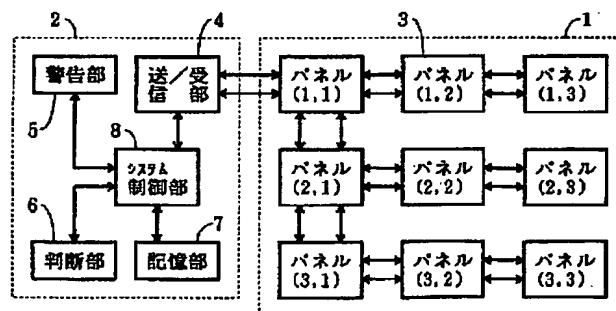 2
4
3
1
警告部
送／受
信部
パネル
(1,1)
パネル
(1,2)
パネル
(1,3)
5
8
システム
制御部
パネル
(2,1)
パネル
(2,2)
パネル
(2,3)
6
7
判断部
記憶部
パネル
(3,1)
パネル
(3,2)
パネル
(3,3)